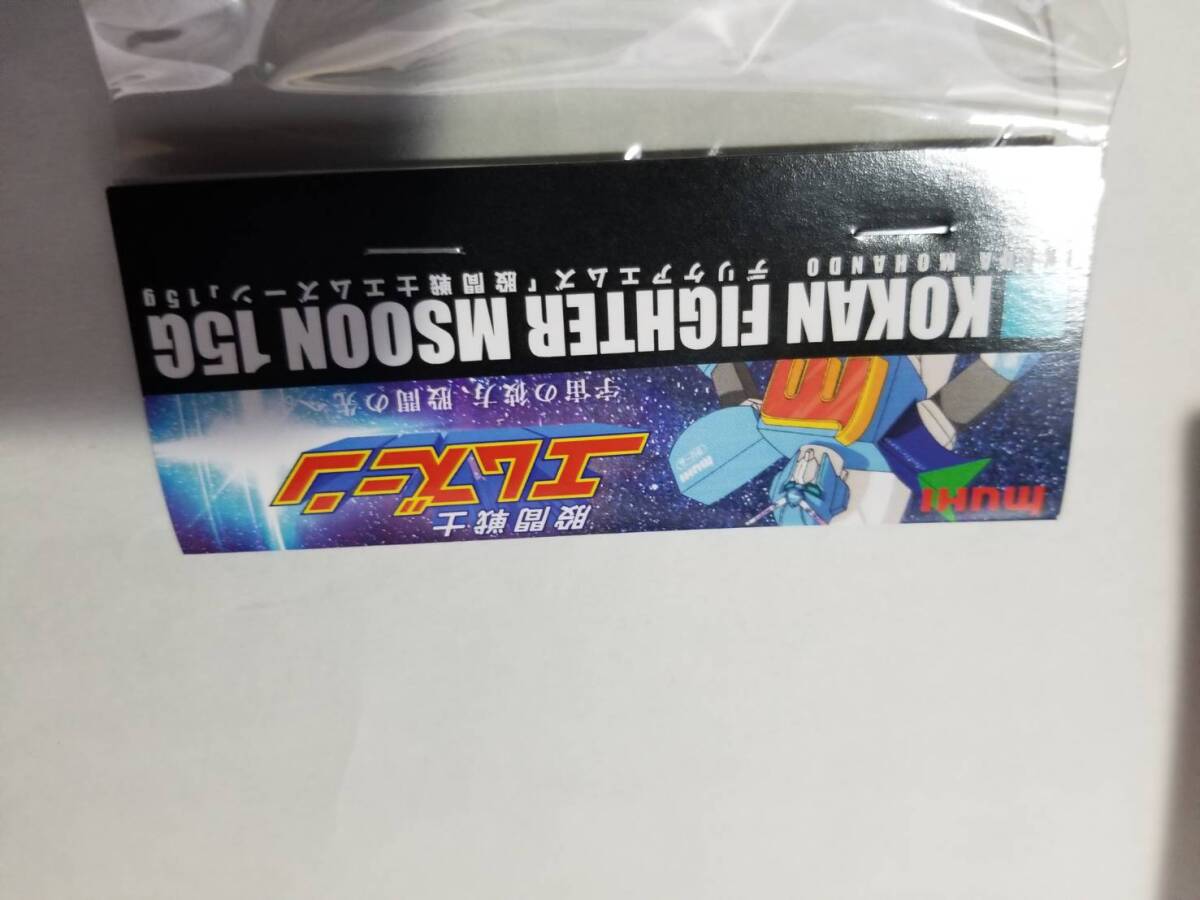 muHi
股間戦士
エムズーン
宇宙の彼方、股間の先へ
KOKAN FIGHTER MSOON 15G
デリケアエムズ「股間戦士エムズーン」15g
MOHANDO